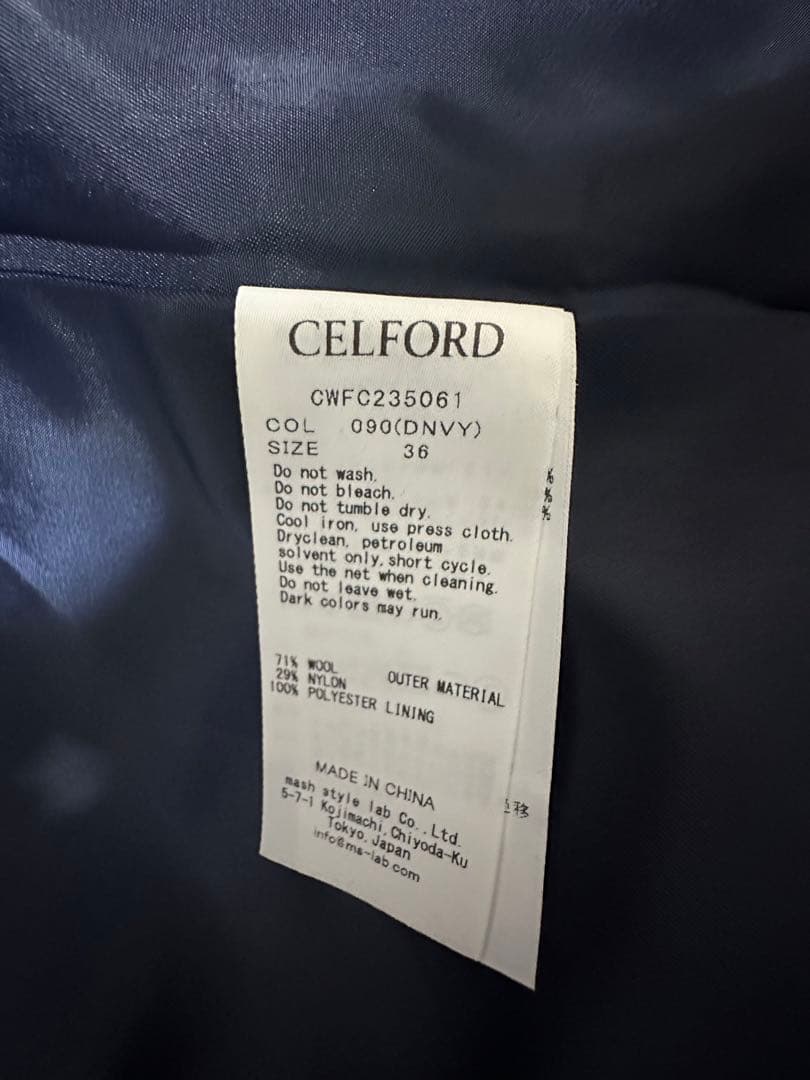 CELFORD
CWFC235061
COL 090(DNVY)
SIZE 36
Do not wash.
Do not bleach.
Do not tumble dry.
Cool iron, use press cloth.
Dryclean, petroleum
solvent only, short cycle.
Use the net when cleaning.
Do not leave wet.
Dark colors may run.
71% WOOL OUTER MATERIAL
29% NYLON
100% POLYESTER LINING
MADE IN CHINA
mash style lab Co., Ltd.
5-7-1 Kojimachi, Chiyoda-Ku
Tokyo, Japan
info@ms-lab.com
%
%
%
移